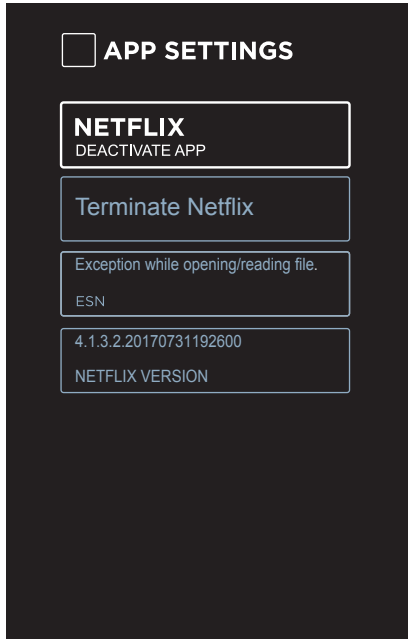 APP SETTINGS
NETFLIX
DEACTIVATE APP
Terminate Netflix
Exception while opening/reading file.
ESN
4.1.3.2.20170731192600
NETFLIX VERSION